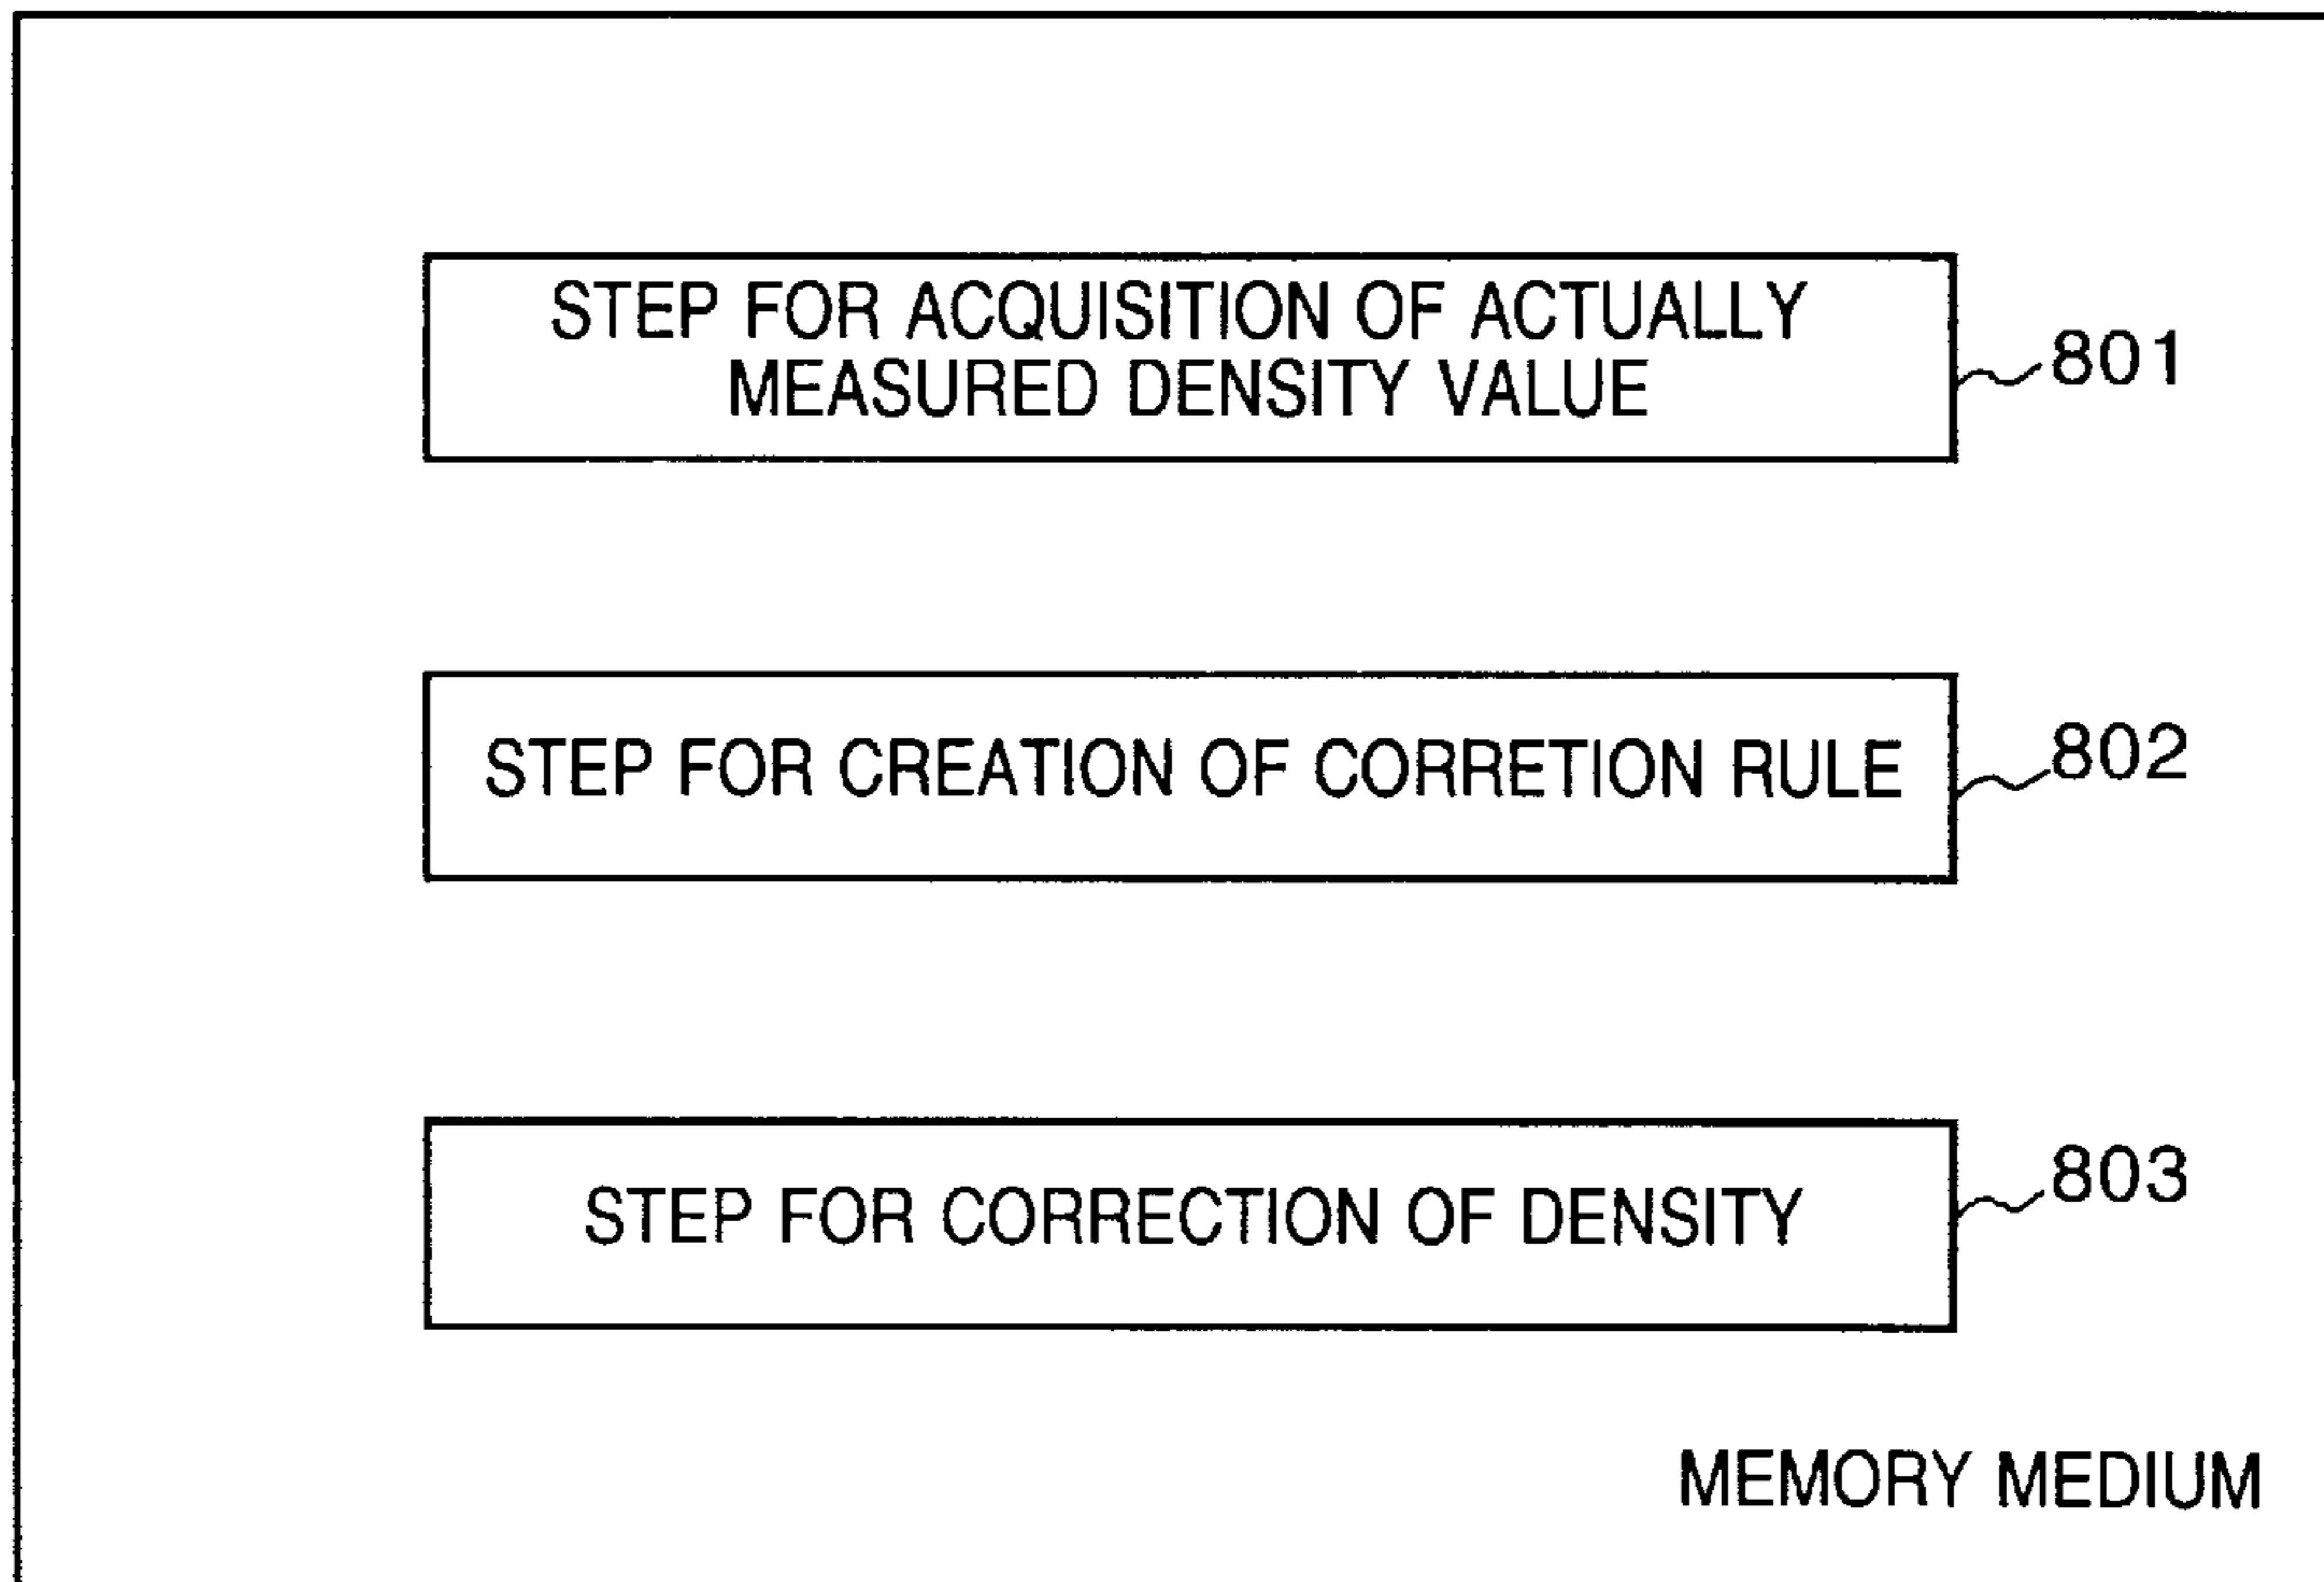 STEP FOR ACQUISITION OF ACTUALLY
MEASURED DENSITY VALUE
801
STEP FOR CREATION OF CORRETION RULE
802
STEP FOR CORRECTION OF DENSITY
803
MEMORY MEDIUM